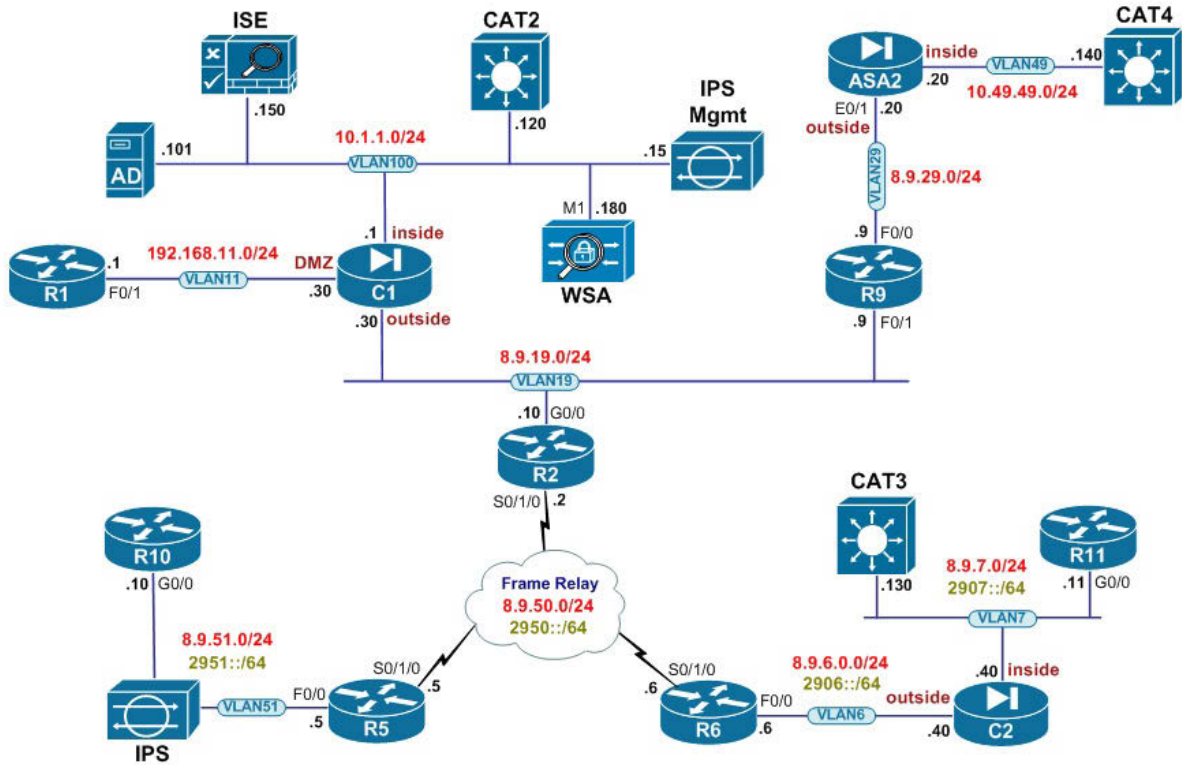 ISE
CAT2
CAT4
inside
.140
VLAN49
ASA2
.20
10.49.49.0/24
E0/1
.20
outside
IPS
Mgmt
.150
.120
10.1.1.0/24
.101
.15
VLAN100
AD
VLAN29
8.9.29.0/24
M1
.180
.1
inside
.9
F0/0
192.168.11.0/24
.1
DMZ
VLAN11
R1
F0/1
.30
C1
WSA
R9
.30
outside
.9
F0/1
8.9.19.0/24
VLAN19
.10
G0/0
R2
CAT3
S0/1/0
.2
R10
R11
.10
G0/0
Frame Relay
8.9.50.0/24
2950::/64
8.9.7.0/24
2907::/64
.130
.11
G0/0
VLAN7
8.9.51.0/24
2951::/64
S0/1/0
.5
S0/1/0
.6
8.9.6.0.0/24
2906::/64
.40
inside
F0/0
VLAN51
.5
R5
IPS
F0/0
outside
R6
VLAN6
.6
.40
C2